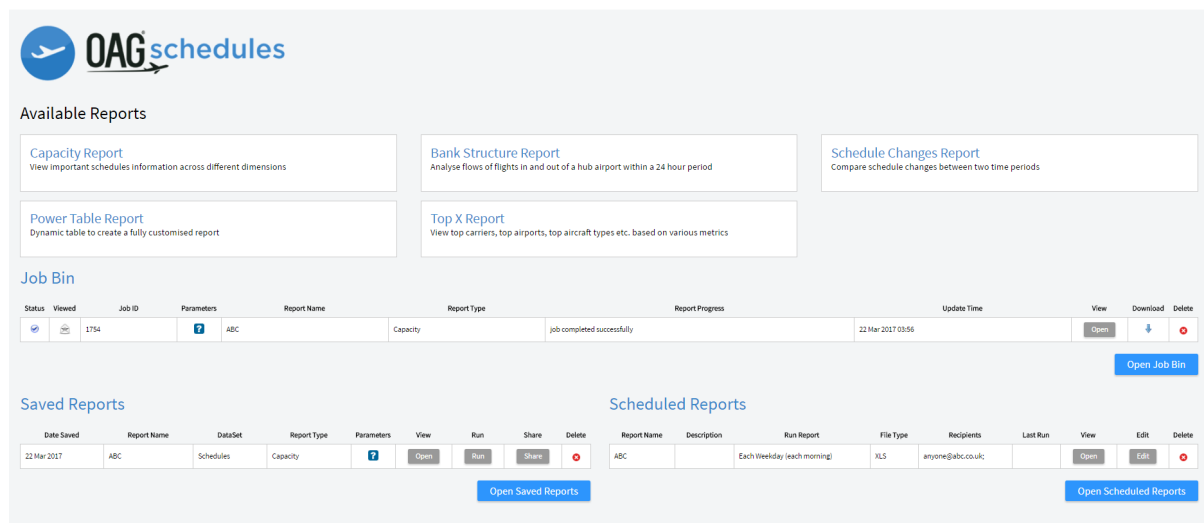 OAG schedules
Available Reports
Capacity Report
View important schedules information across different dimensions
Bank Structure Report
Analyse flows of flights in and out of a hub airport within a 24 hour period
Schedule Changes Report
Compare schedule changes between two time periods
Power Table Report
Dynamic table to create a fully customised report
Top X Report
View top carriers, top airports, top aircraft types etc. based on various metrics
Job Bin
Status Viewed Job ID Parameters Report Name Report Type Report Progress Update Time View Download Delete
1754 ? ABC Capacity job completed successfully 22 Mar 2017 03:56 Open
Open Job Bin
Saved Reports
Date Saved Report Name DataSet Report Type Parameters View Run Share Delete
22 Mar 2017 ABC Schedules Capacity ? Open Run Share
Open Saved Reports
Scheduled Reports
Report Name Description Run Report File Type Recipients Last Run View Edit Delete
ABC Each Weekday (each morning) XLS anyone@abc.co.uk; Open Edit
Open Scheduled Reports